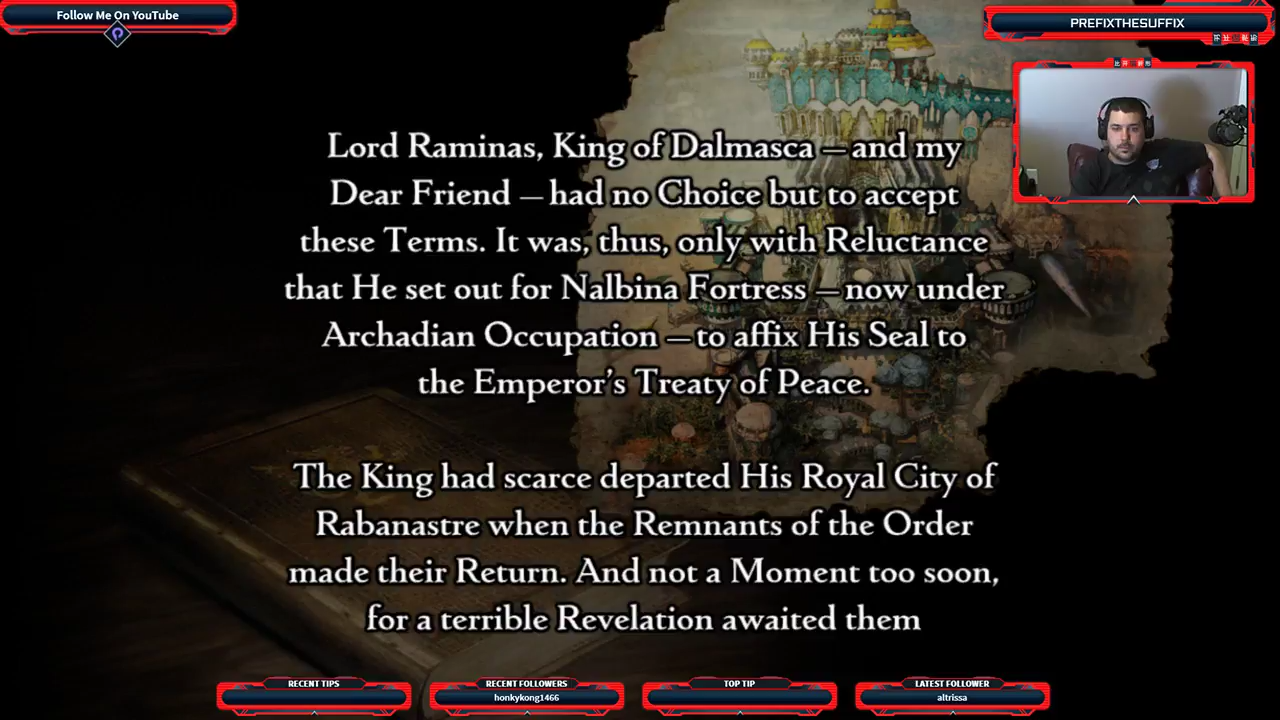 Follow Me On YouTube
PREFIXTHESUFFIX
Lord Raminas, King of Dalmasca – and my
Dear Friend – had no Choice but to accept
these Terms. It was, thus, only with Reluctance
that He set out for Nalbina Fortress – now under
Archadian Occupation – to affix His Seal to
the Emperor's Treaty of Peace.
The King had scarce departed His Royal City of
Rabanastre when the Remnants of the Order
made their Return. And not a Moment too soon,
for a terrible Revelation awaited them
RECENT TIPS
RECENT FOLLOWERS
honkykong1466
TOP TIP
LATEST FOLLOWER
altrissa